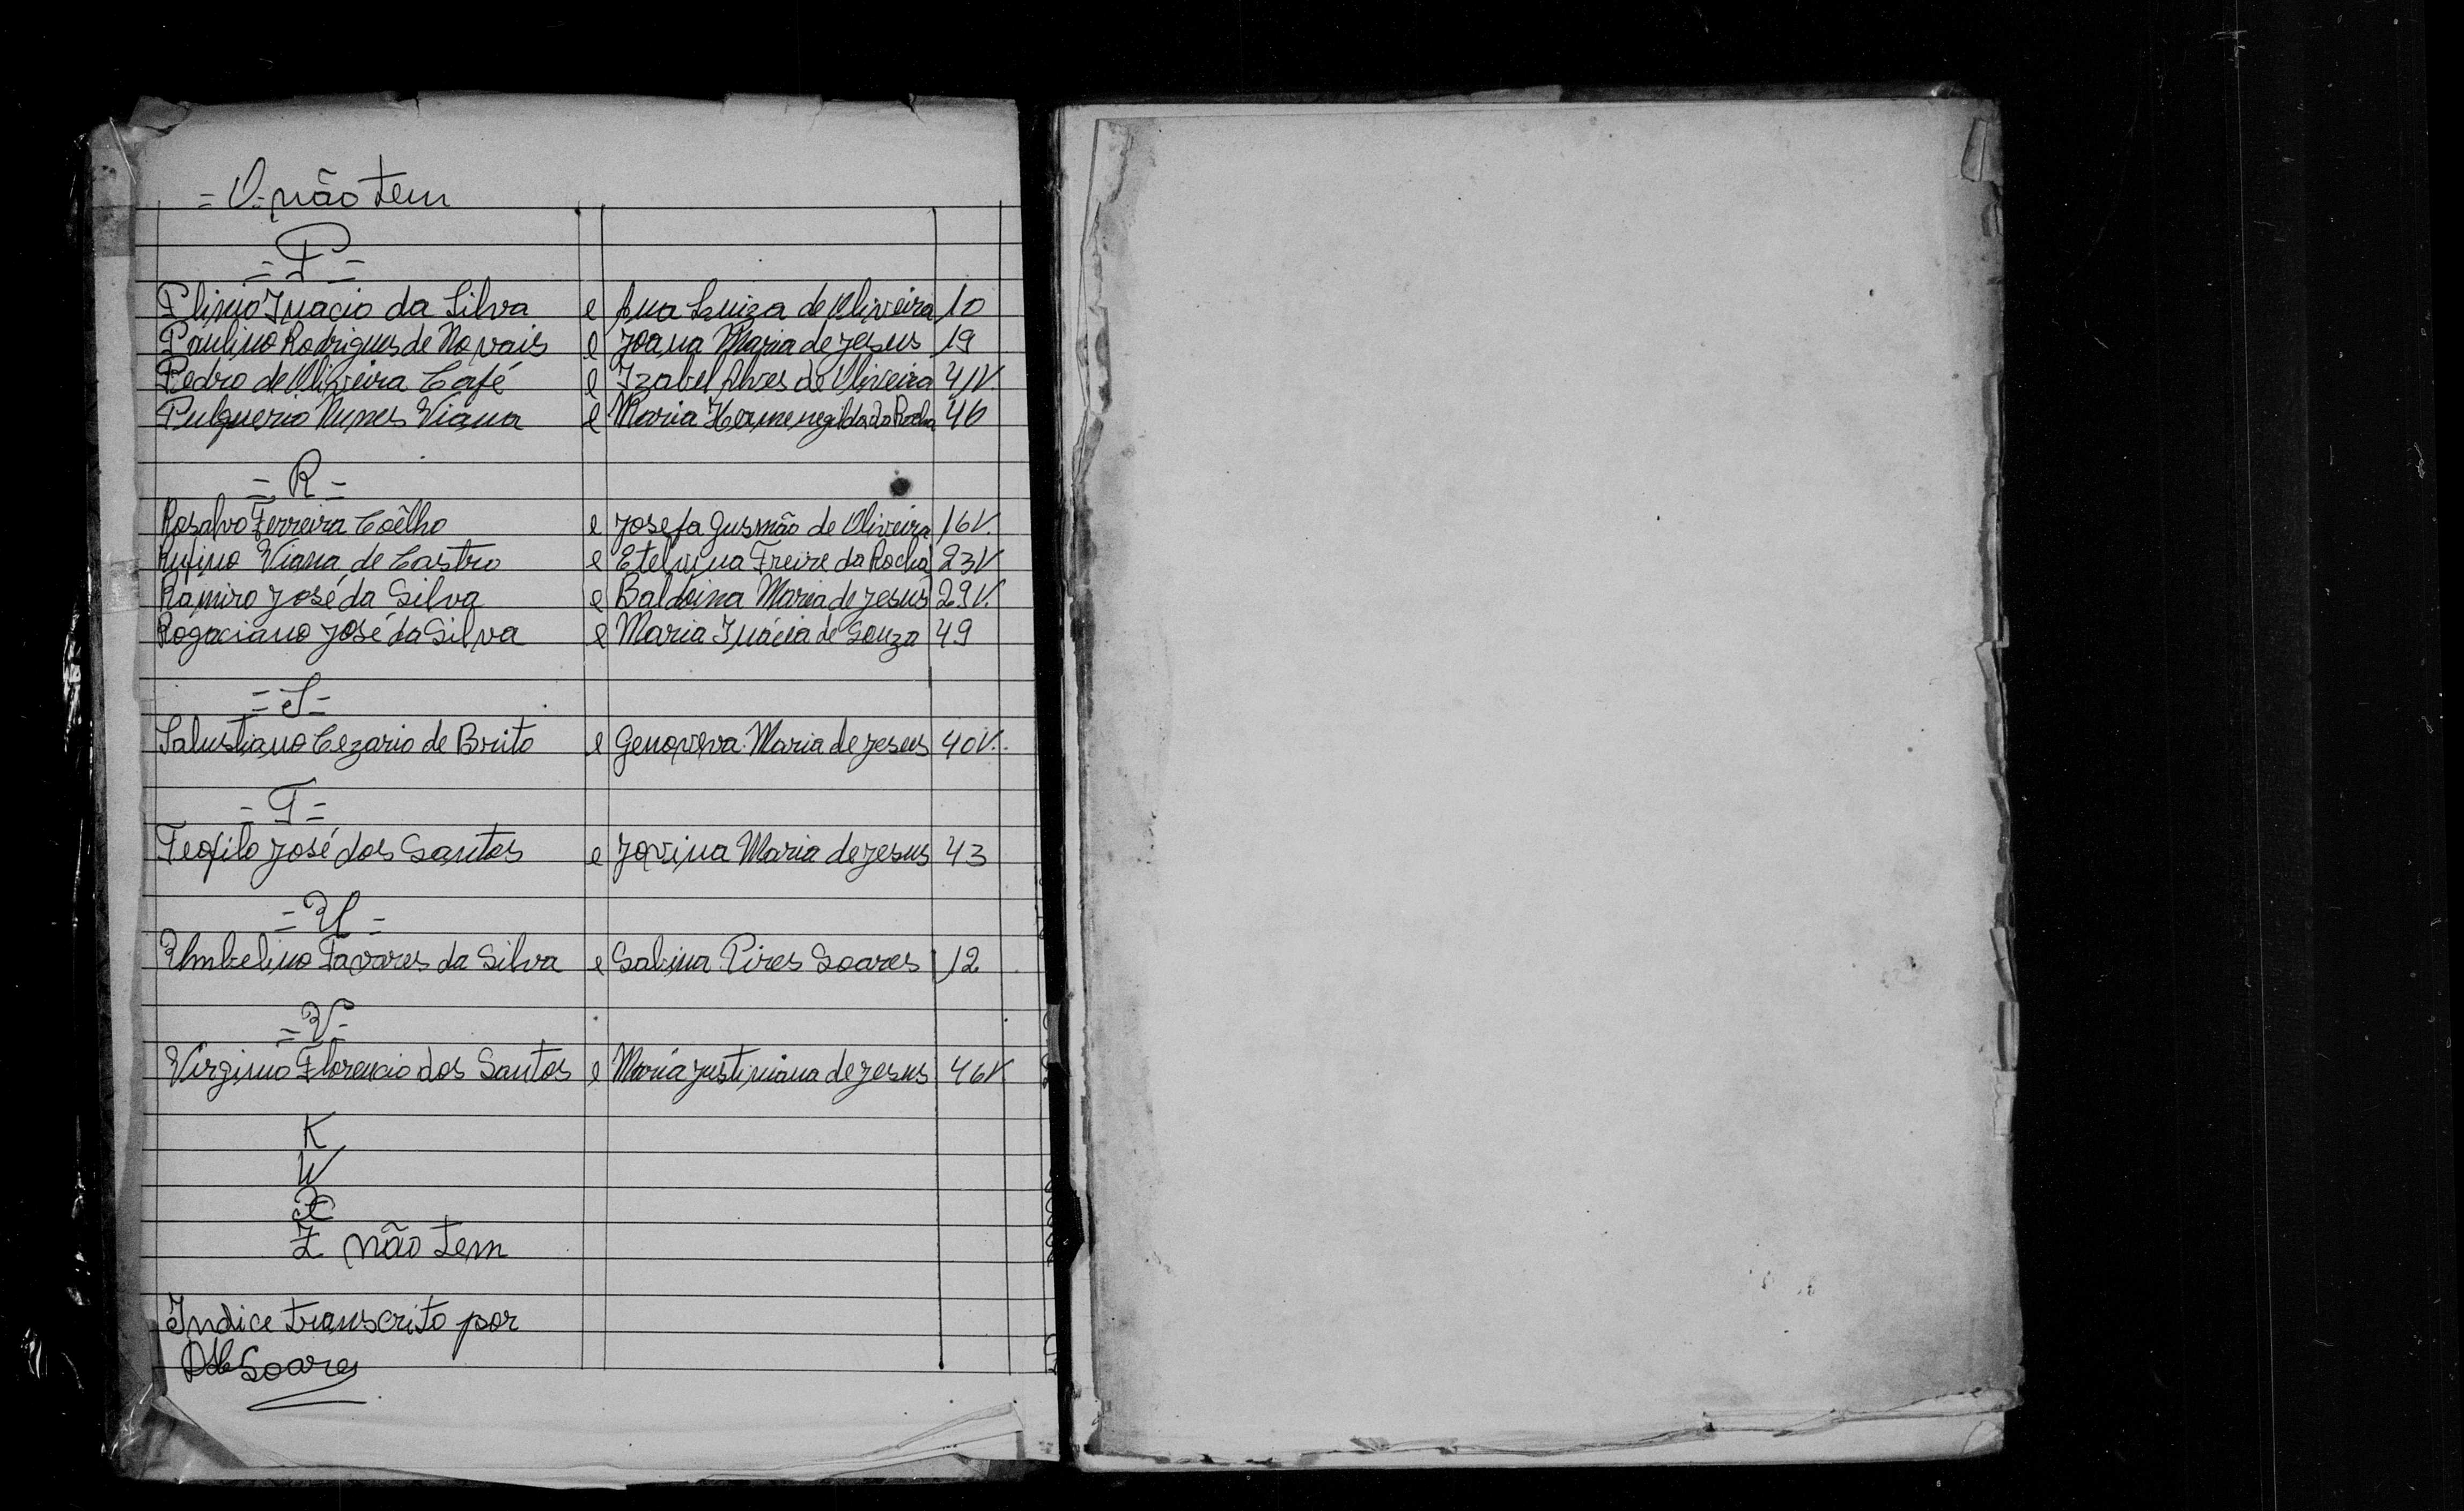 = O = não tem
= P =
Plinio Inacio da Silva e Ana Luiza de Oliveira 10
Paulino Rodrigues de Novais e Joana Maria de Jesus 19
Pedro de Oliveira Café e Izabel Alves de Oliveira 41V.
Pulquerio Nunes Viana e Maria Hermenegilda da Rocha 46
= R =
Rosalvo Ferreira Coêlho e Josefa Gusmão de Oliveira 16V.
Rufino Viana de Castro e Etelvina Freire da Rocha 23V
Ramiro José da Silva e Baldoina Maria de Jesus 29V.
Rogaciano José da Silva e Maria Inácia de Souza 49
= S =
Salustiano Cezario de Brito e Genoveva Maria de Jesus 40V.
= T =
Teofilo José dos Santos e Jovina Maria de Jesus 43
= U =
Umbelino Tavares da Silva e Sabina Pires Soares 12
= V =
Virginio Florencio dos Santos e Maria Justiniana de Jesus 46V
K
W
X
Z não tem
Indice transcrito por
Soares